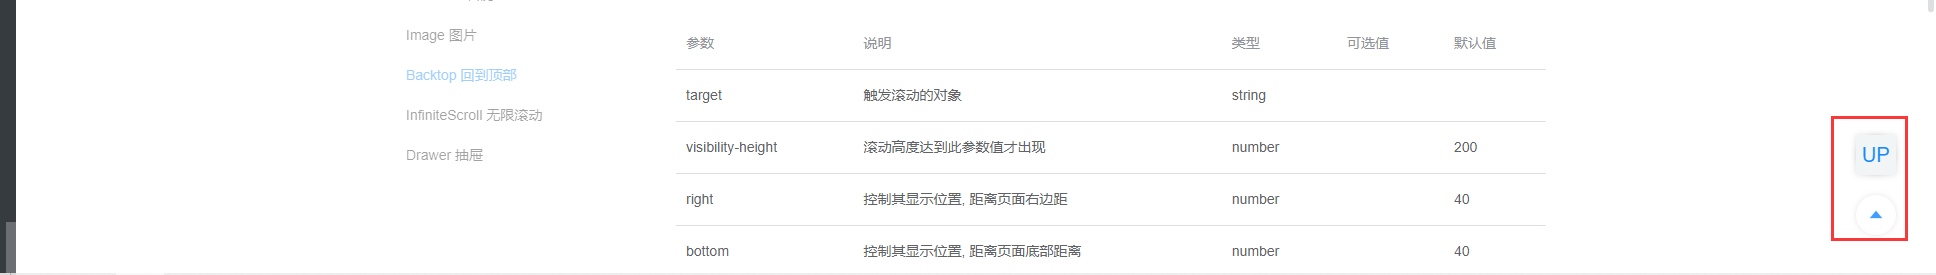 Image 图片
Backtop 回到顶部
InfiniteScroll 无限滚动
Drawer 抽屉
参数 说明 类型 可选值 默认值
target 触发滚动的对象 string
visibility-height 滚动高度达到此参数值才出现 number 200
right 控制其显示位置, 距离页面右边距 number 40
bottom 控制其显示位置, 距离页面底部距离 number 40
UP